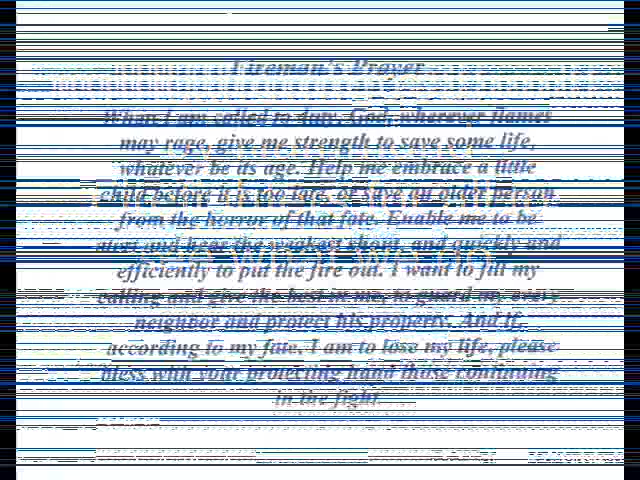 Fireman's Prayer
When I am called to duty, God, wherever flames
may rage, give me strength to save some life,
whatever be its age. Help me embrace a little
child before it is too late, or save an older person
from the horror of that fate. Enable me to be
alert and hear the weakest shout, and quickly and
efficiently to put the fire out. I want to fill my
calling and give the best in me, to guard my every
neighbor and protect his property. And if,
according to my fate, I am to lose my life, please
bless with your protecting hand those continuing
in the fight.